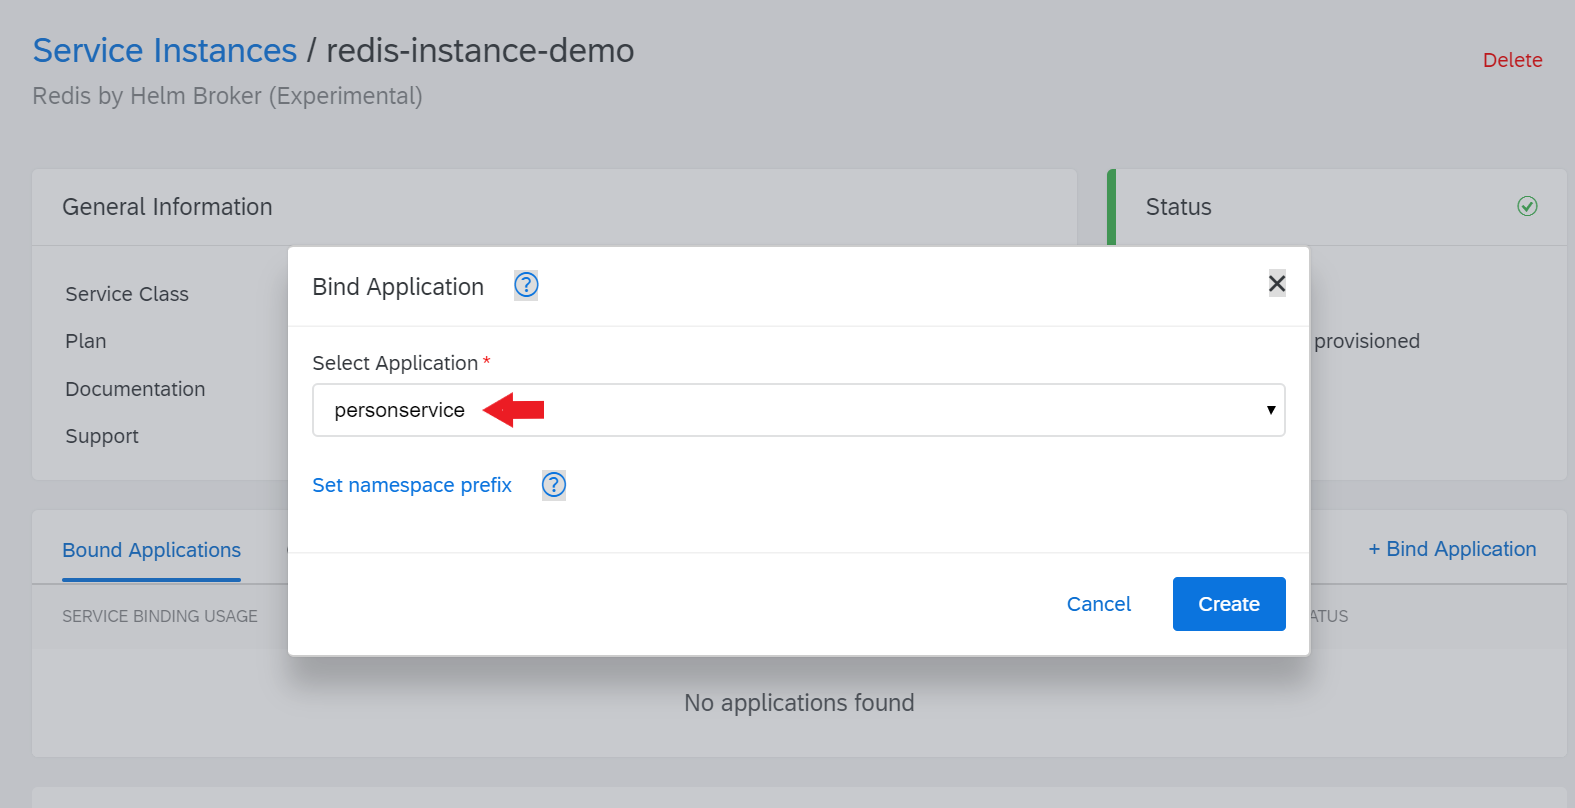 Service Instances / redis-instance-demo
Delete
Redis by Helm Broker (Experimental)
General Information
Status
Bind Application ?
Service Class
Plan
provisioned
Select Application *
Documentation
personservice
Support
Set namespace prefix ?
Bound Applications
+ Bind Application
Cancel
Create
SERVICE BINDING USAGE
No applications found